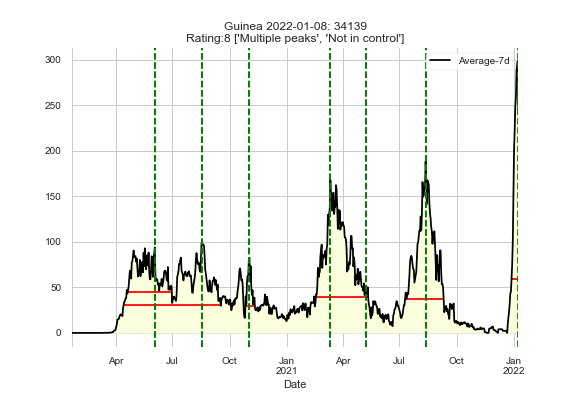 Guinea 2022-01-08: 34139
Rating:8 ['Multiple peaks', 'Not in control']
Average-7d
300
250
200
150
100
50
0
Apr Jul Oct Jan Apr Jul Oct Jan
2021 2022
Date